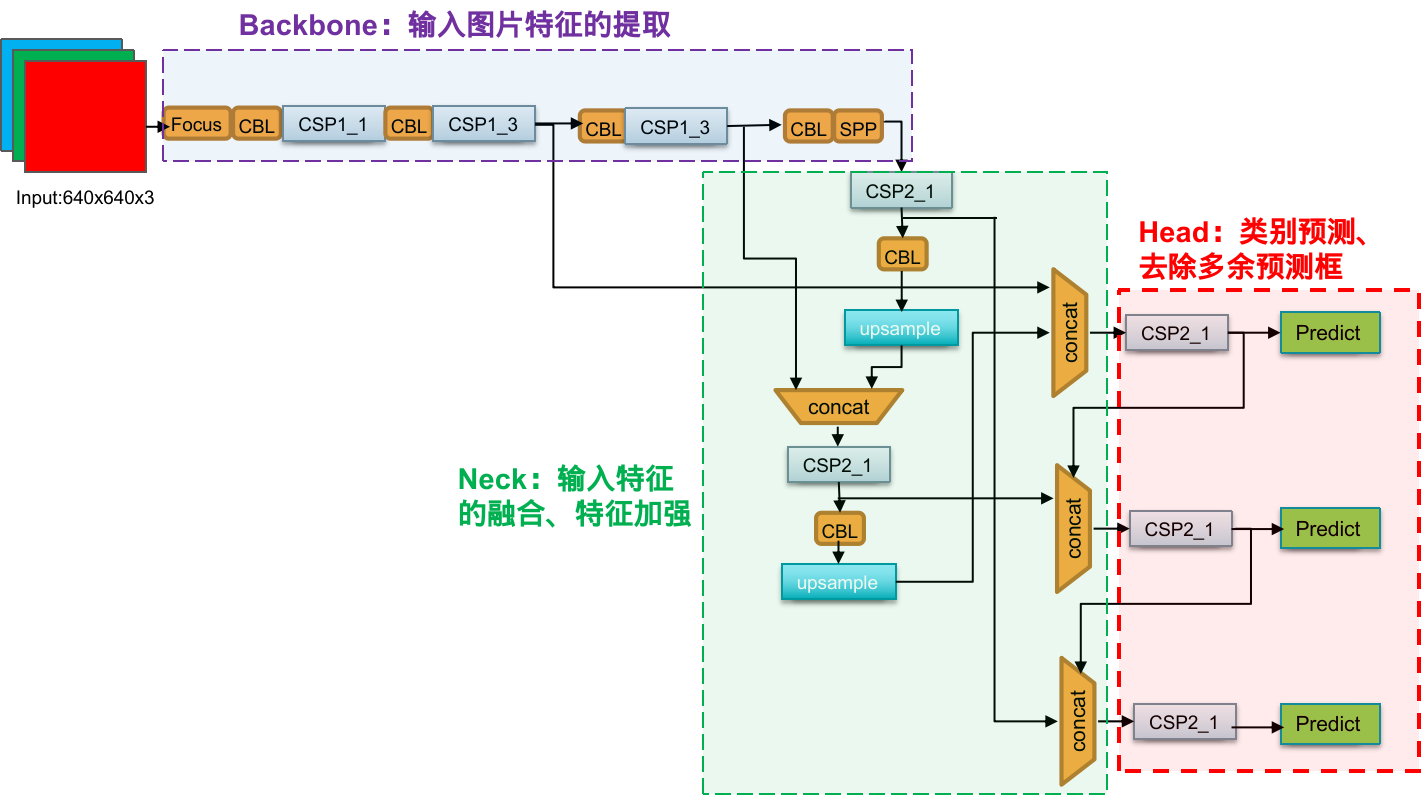 Backbone：输入图片特征的提取
Focus
CBL
CSP1_1
CBL
CSP1_3
CBL
CSP1_3
CBL
SPP
Input:640x640x3
CSP2_1
CBL
upsample
concat
CSP2_1
CBL
upsample
Neck：输入特征
的融合、特征加强
concat
concat
concat
Head：类别预测、
去除多余预测框
CSP2_1
Predict
CSP2_1
Predict
CSP2_1
Predict